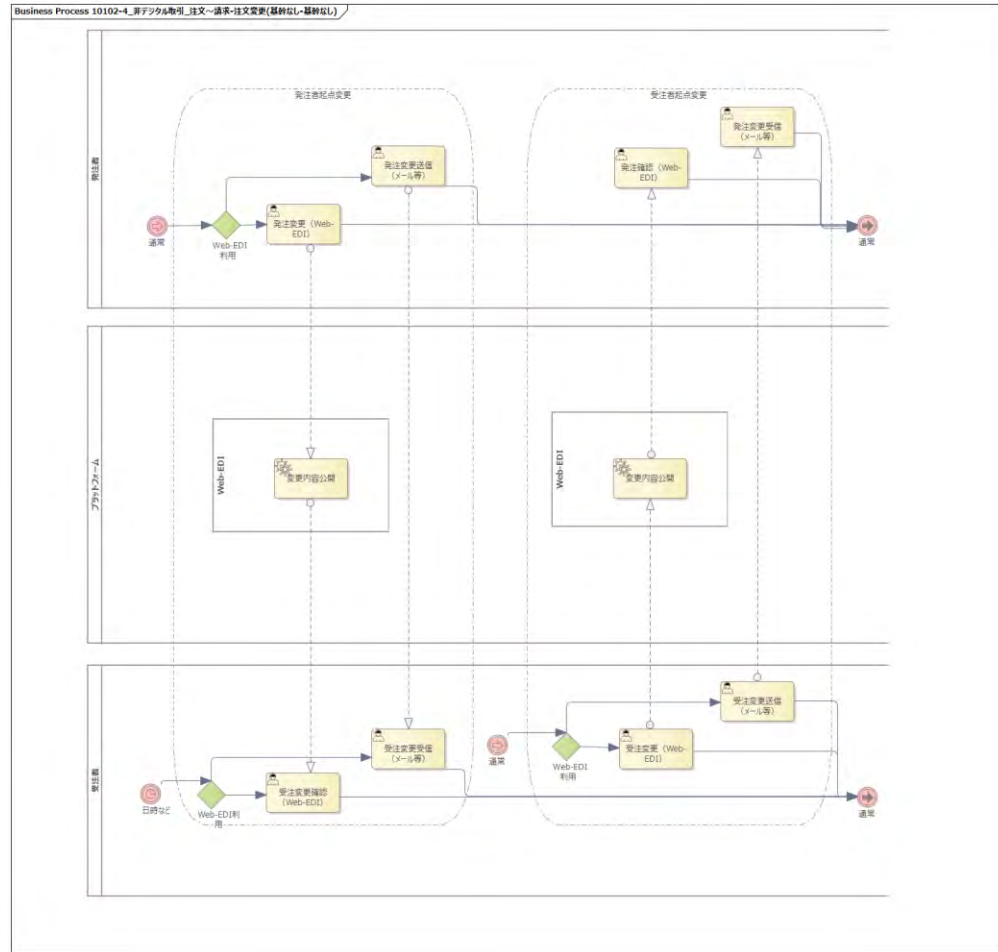 Business Process 10102-4_非デジタル取引_注文～請求-注文変更(基幹なし-基幹なし)
発注者
発注者起点変更
受注者起点変更
発注変更送信
（メール等）
発注変更受信
（メール等）
発注確認（Web-
EDI）
発注変更（Web-
EDI）
通常
Web-EDI
利用
通常
プラットフォーム
Web-EDI
変更内容公開
Web-EDI
変更内容公開
受注者
受注変更送信
（メール等）
受注変更受信
（メール等）
受注変更（Web-
EDI）
通常
Web-EDI
利用
受注変更確認
（Web-EDI）
日時など
Web-EDI利
用
通常